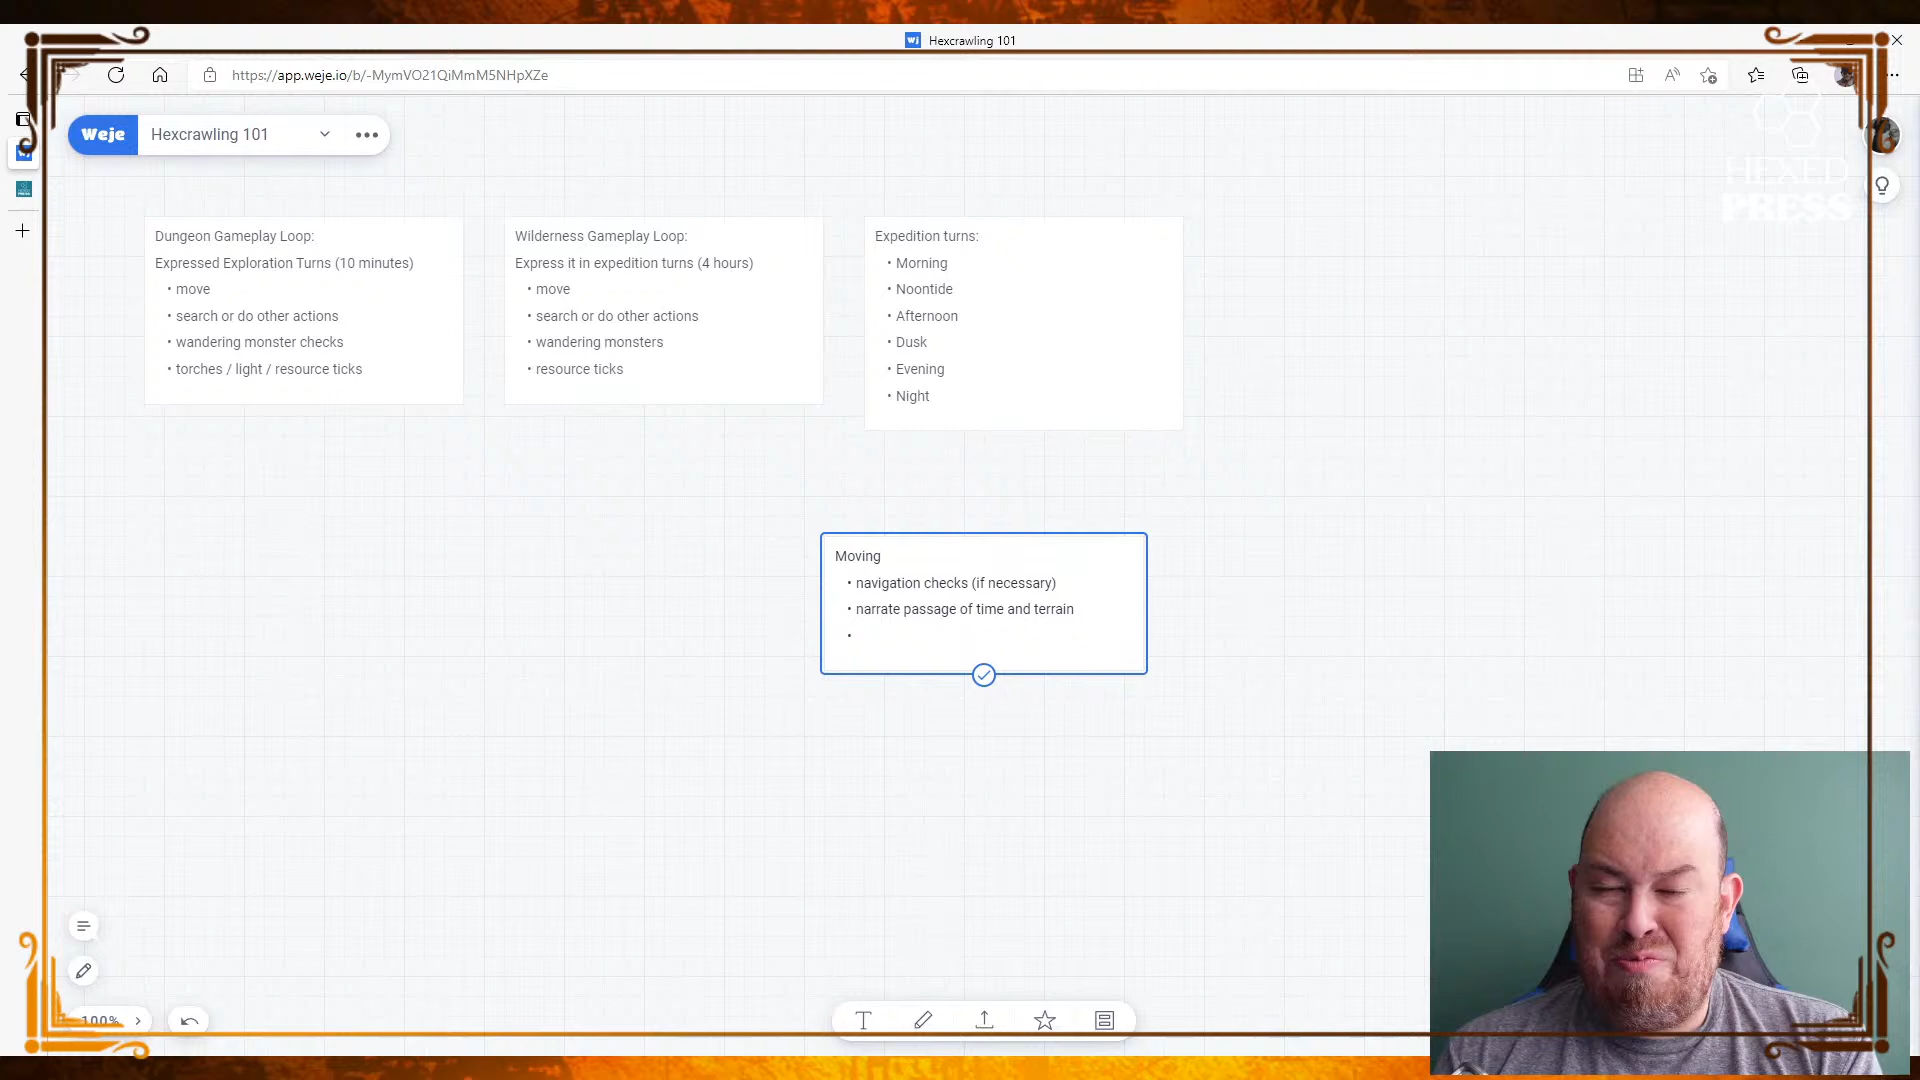 Hexcrawling 101
https://app.weje.io/b/-MymVO21QiMmM5NHpXZe
Weje
Hexcrawling 101
HEXED
PRESS
Dungeon Gameplay Loop:
Expressed Exploration Turns (10 minutes)
• move
• search or do other actions
• wandering monster checks
• torches / light / resource ticks
Wilderness Gameplay Loop:
Express it in expedition turns (4 hours)
• move
• search or do other actions
• wandering monsters
• resource ticks
Expedition turns:
• Morning
• Noontide
• Afternoon
• Dusk
• Evening
• Night
Moving
• navigation checks (if necessary)
• narrate passage of time and terrain
•
100%